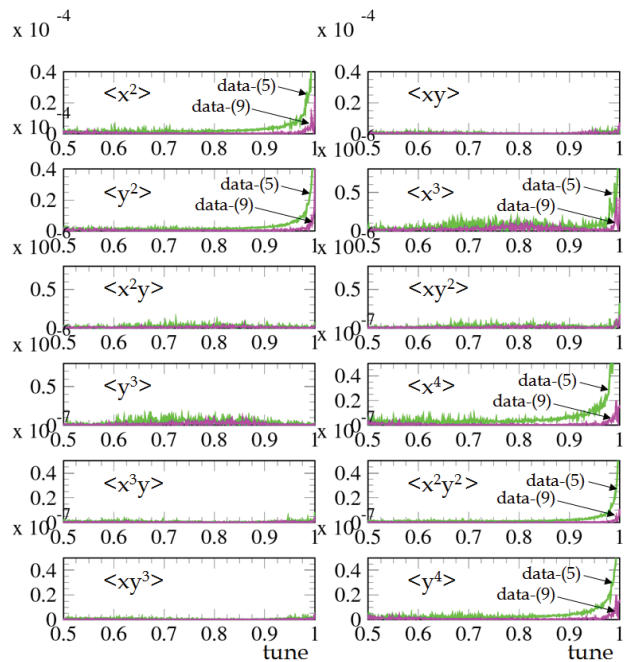 x 10⁻⁴ x 10⁻⁴
0.4 <x²> data-(5) 0.4 <xy>
0.2 data-(9) 0.2
0 0
0.5 0.6 0.7 0.8 0.9 1 0.5 0.6 0.7 0.8 0.9 1
x 10⁻⁴ x 10⁻⁶
0.4 <y²> data-(5) 0.5 <x³> data-(5)
0.2 data-(9) data-(9)
0 0
0.5 0.6 0.7 0.8 0.9 1 0.5 0.6 0.7 0.8 0.9 1
x 10⁻⁶ x 10⁻⁶
0.5 <x²y> 0.5 <xy²>
0 0
0.5 0.6 0.7 0.8 0.9 1 0.5 0.6 0.7 0.8 0.9 1
x 10⁻⁶ x 10⁻⁷
0.5 <y³> 0.4 <x⁴> data-(5)
0.2 data-(9)
0 0
0.5 0.6 0.7 0.8 0.9 1 0.5 0.6 0.7 0.8 0.9 1
x 10⁻⁷ x 10⁻⁷
0.4 <x³y> 0.4 <x²y²> data-(5)
0.2 0.2 data-(9)
0 0
0.5 0.6 0.7 0.8 0.9 1 0.5 0.6 0.7 0.8 0.9 1
x 10⁻⁷ x 10⁻⁷
0.4 <xy³> 0.4 <y⁴> data-(5)
0.2 0.2 data-(9)
0 0
0.5 0.6 0.7 0.8 0.9 1 0.5 0.6 0.7 0.8 0.9 1
tune tune